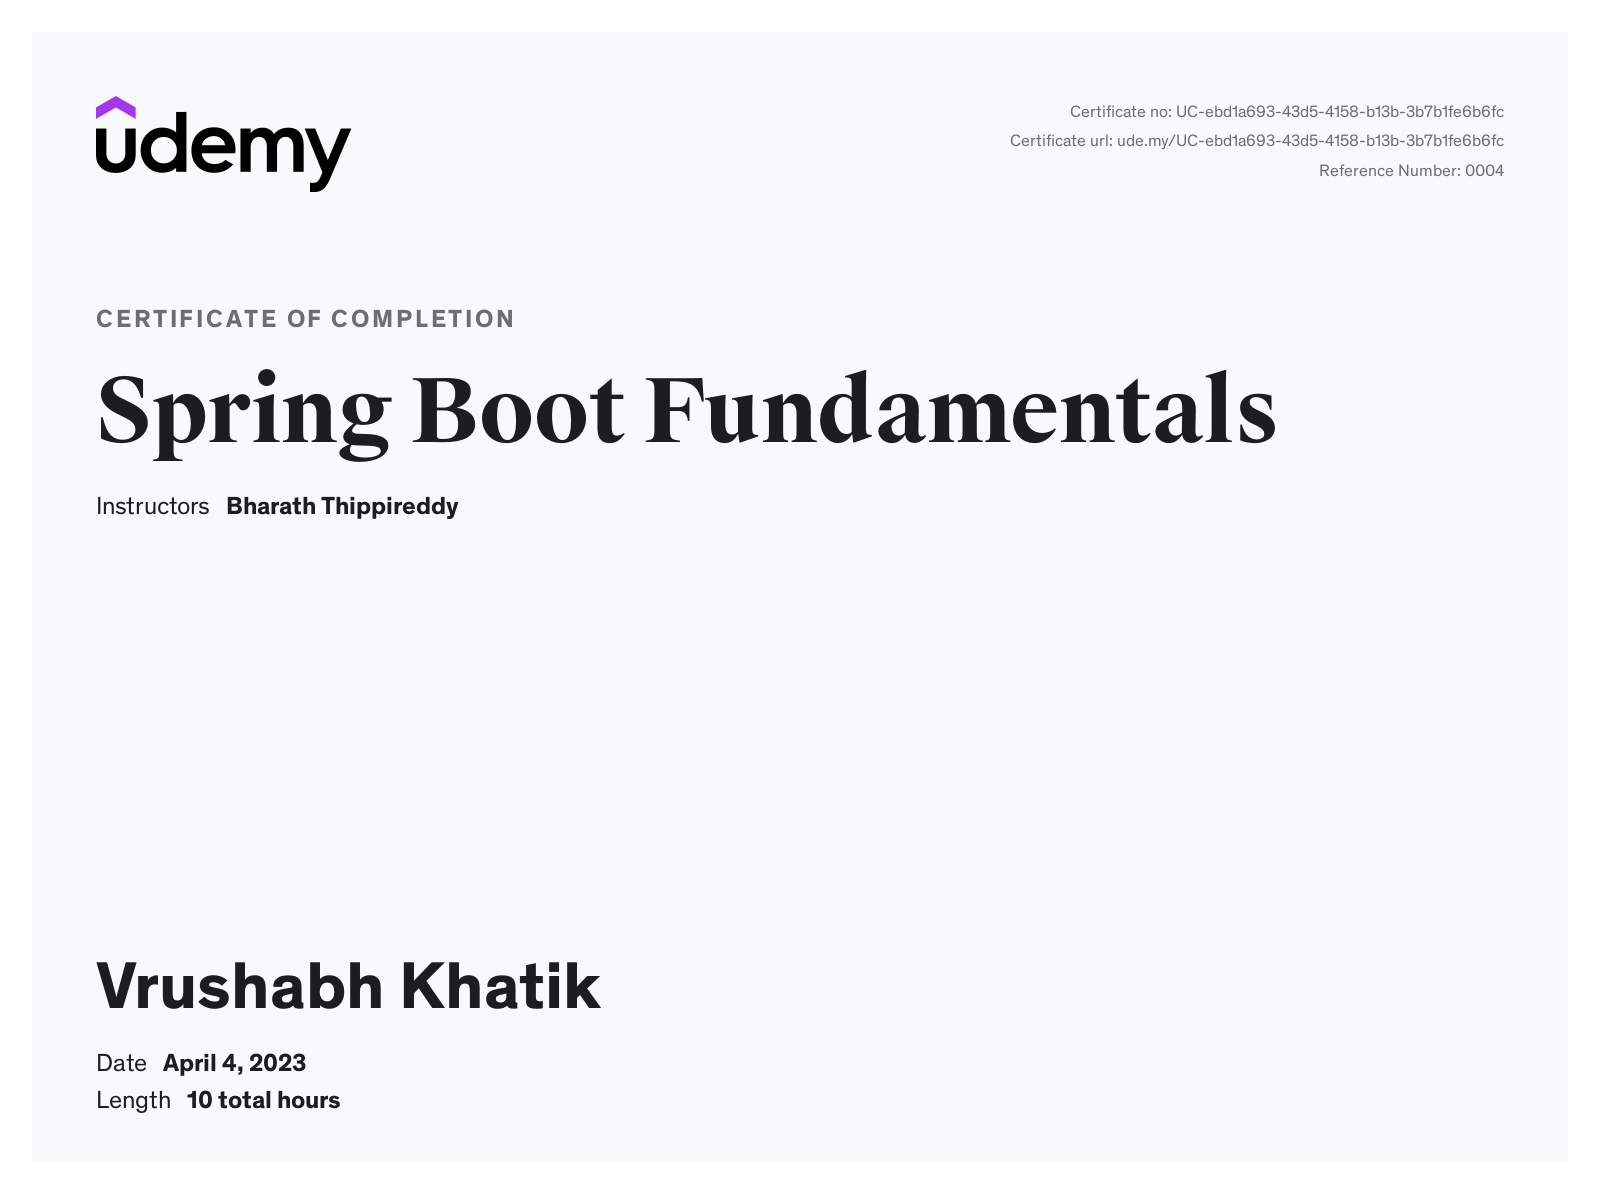 udemy
Certificate no: UC-ebd1a693-43d5-4158-b13b-3b7b1fe6b6fc
Certificate url: ude.my/UC-ebd1a693-43d5-4158-b13b-3b7b1fe6b6fc
Reference Number: 0004
CERTIFICATE OF COMPLETION
Spring Boot Fundamentals
Instructors Bharath Thippireddy
Vrushabh Khatik
Date April 4, 2023
Length 10 total hours